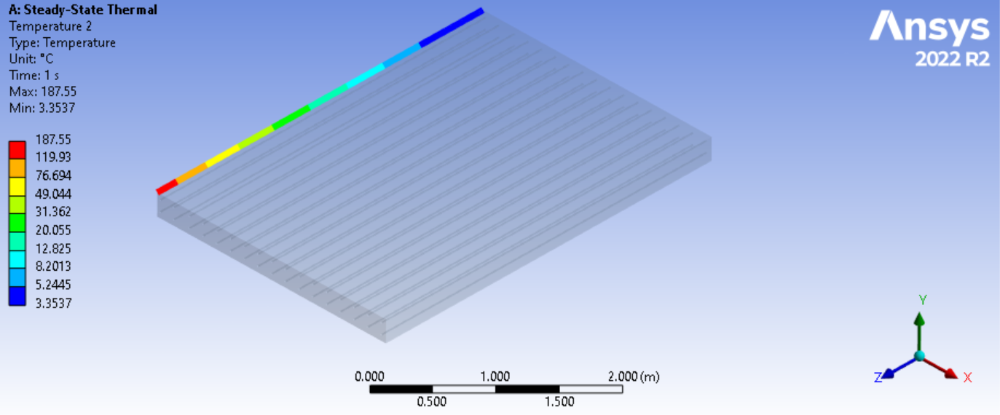 A: Steady-State Thermal
Temperature 2
Type: Temperature
Unit: °C
Time: 1 s
Max: 187.55
Min: 3.3537
187.55
119.93
76.694
49.044
31.362
20.055
12.825
8.2013
5.2445
3.3537
Ansys
2022 R2
0.000 1.000 2.000 (m)
0.500 1.500
Y
Z X